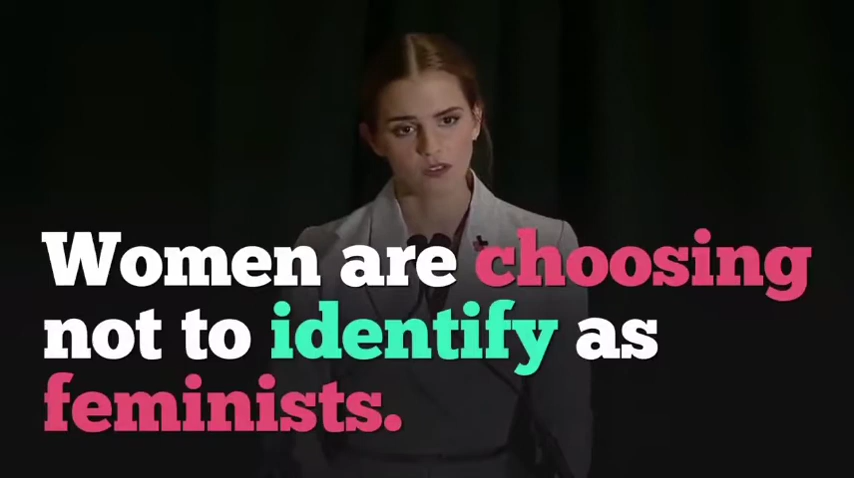 Women are choosing
not to identify as
feminists.